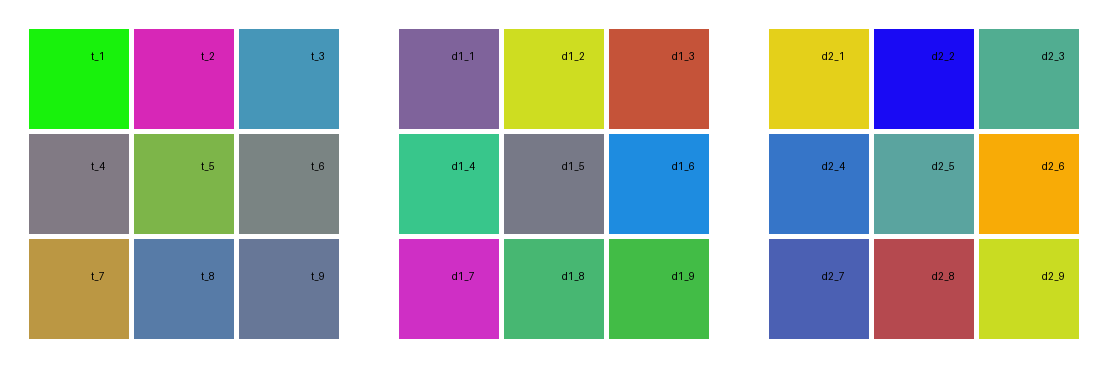 t_1 t_2 t_3 d1_1 d1_2 d1_3 d2_1 d2_2 d2_3
t_4 t_5 t_6 d1_4 d1_5 d1_6 d2_4 d2_5 d2_6
t_7 t_8 t_9 d1_7 d1_8 d1_9 d2_7 d2_8 d2_9